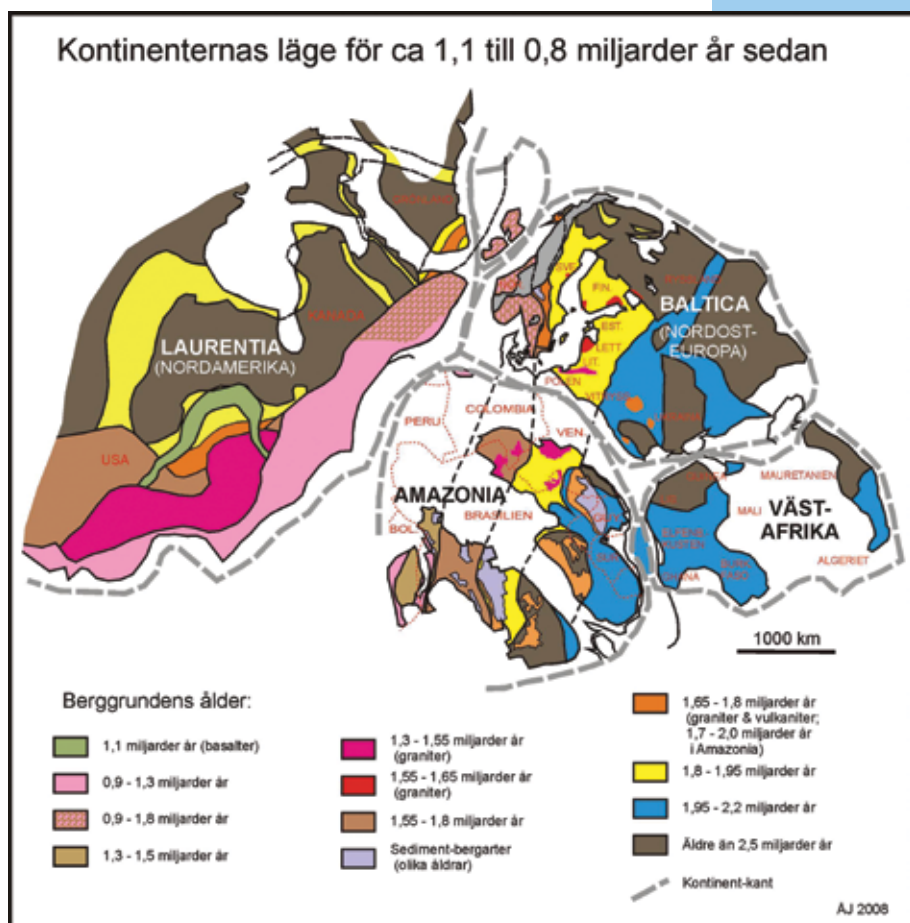 Kontinenternas läge för ca 1,1 till 0,8 miljarder år sedan
GRÖNLAND
KANADA
LAURENTIA
(NORDAMERIKA)
USA
SVE.
FIN.
EST.
LETT.
LIT.
POLEN
BALTICA
(NORDOST-
EUROPA)
PERU
COLOMBIA
VEN.
AMAZONIA
BRASILIEN
BOL.
MAURETANIEN
MALI
VÄST-
AFRIKA
GHANA
ALGERIET
1000 km
Berggrundens ålder:
1,1 miljarder år (basalter)
0,9 - 1,3 miljarder år
0,9 - 1,8 miljarder år
1,3 - 1,5 miljarder år
1,3 - 1,55 miljarder år
(graniter)
1,55 - 1,65 miljarder år
(graniter)
1,55 - 1,8 miljarder år
Sediment-bergarter
(olika åldrar)
1,65 - 1,8 miljarder år
(graniter & vulkaniter;
1,7 - 2,0 miljarder år
i Amazonia)
1,8 - 1,95 miljarder år
1,95 - 2,2 miljarder år
Äldre än 2,5 miljarder år
Kontinent-kant
ÅJ 2008